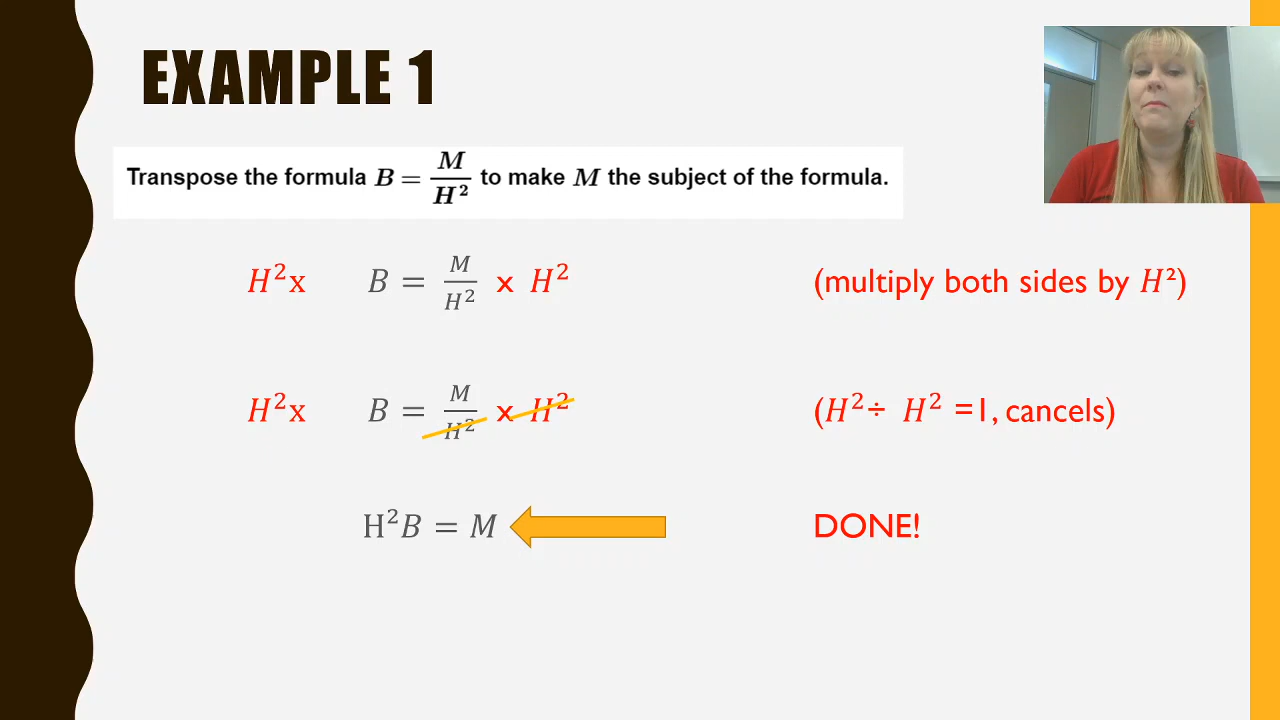 EXAMPLE 1
Transpose the formula B = M/H² to make M the subject of the formula.
H²x B = M/H² x H² (multiply both sides by H²)
H²x B = M/H² x H² (H²÷ H² =1, cancels)
H²B = M DONE!